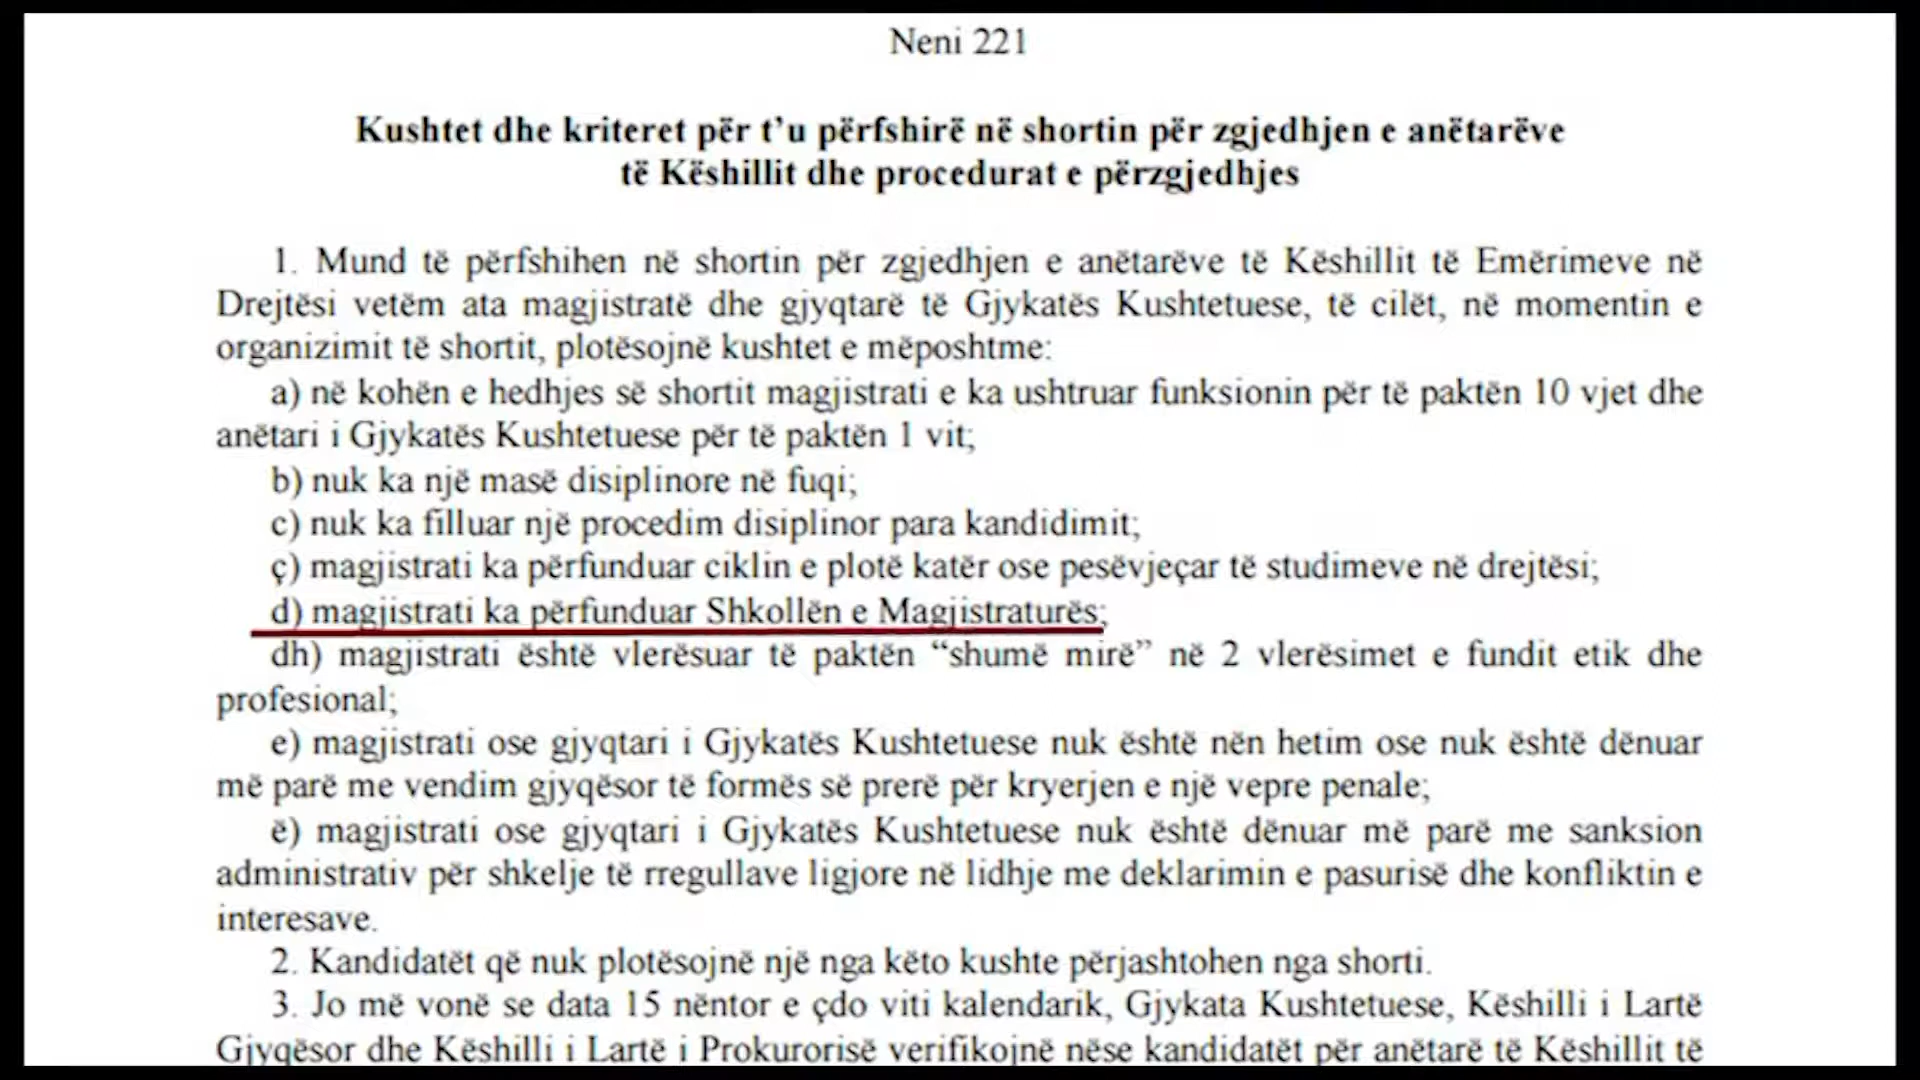 Neni 221
Kushtet dhe kriteret për t’u përfshirë në shortin për zgjedhjen e anëtarëve
të Këshillit dhe procedurat e përzgjedhjes
1. Mund të përfshihen në shortin për zgjedhjen e anëtarëve të Këshillit të Emërimeve në
Drejtësi vetëm ata magjistratë dhe gjyqtarë të Gjykatës Kushtetuese, të cilët, në momentin e
organizimit të shortit, plotësojnë kushtet e mëposhtme:
a) në kohën e hedhjes së shortit magjistrati e ka ushtruar funksionin për të paktën 10 vjet dhe
anëtari i Gjykatës Kushtetuese për të paktën 1 vit;
b) nuk ka një masë disiplinore në fuqi;
c) nuk ka filluar një procedim disiplinor para kandidimit;
ç) magjistrati ka përfunduar ciklin e plotë katër ose pesëvjeçar të studimeve në drejtësi;
d) magjistrati ka përfunduar Shkollën e Magjistraturës;
dh) magjistrati është vlerësuar të paktën “shumë mirë” në 2 vlerësimet e fundit etik dhe
profesional;
e) magjistrati ose gjyqtari i Gjykatës Kushtetuese nuk është nën hetim ose nuk është dënuar
më parë me vendim gjyqësor të formës së prerë për kryerjen e një vepre penale;
ë) magjistrati ose gjyqtari i Gjykatës Kushtetuese nuk është dënuar më parë me sanksion
administrativ për shkelje të rregullave ligjore në lidhje me deklarimin e pasurisë dhe konfliktin e
interesave.
2. Kandidatët që nuk plotësojnë një nga këto kushte përjashtohen nga shorti.
3. Jo më vonë se data 15 nëntor e çdo viti kalendarik, Gjykata Kushtetuese, Këshilli i Lartë
Gjyqësor dhe Këshilli i Lartë i Prokurorisë verifikojnë nëse kandidatët për anëtarë të Këshillit të